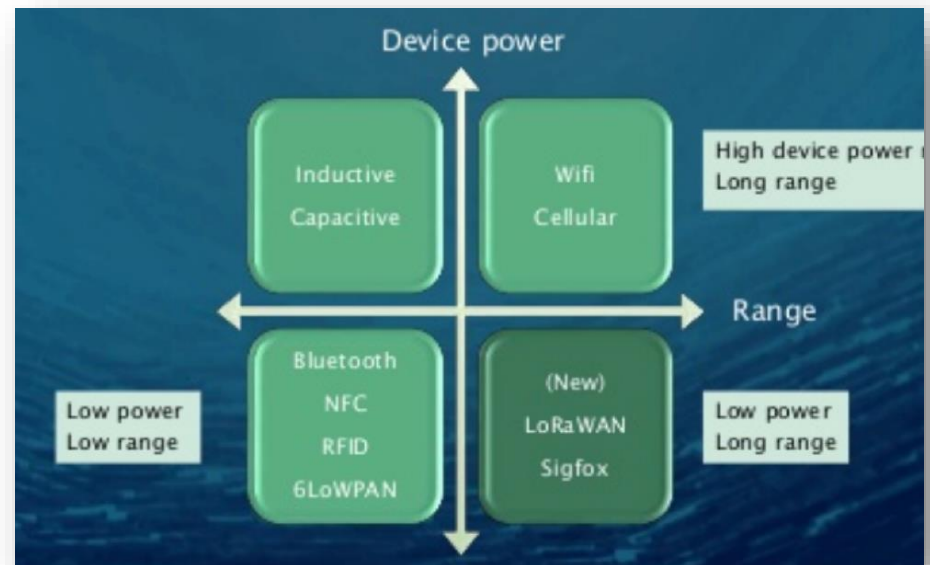 Device power
Inductive
Capacitive
Wifi
Cellular
High device power
Long range
Range
Bluetooth
NFC
RFID
6LoWPAN
(New)
LoRaWAN
Sigfox
Low power
Low range
Low power
Long range